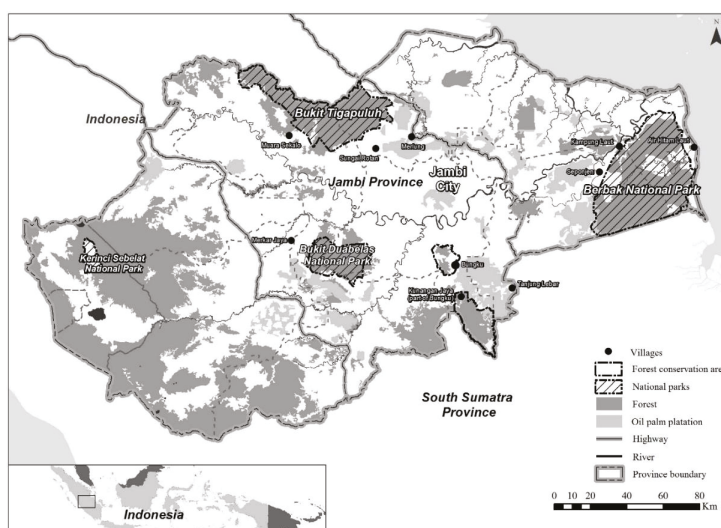 N
Indonesia
Bukit Tigapuluh
Muara Sekalo
Sungai Rotan
Merlung
Kampung Laut
Air Hitam Laut
Seponjen
Jambi Province
Jambi
City
Berbak National Park
Kerinci Sebelat
National Park
Mekar Jaya
Bukit Duabelas
National Park
Bungku
Kunangan Jaya
(part of Bungku)
Tanjung Lebar
South Sumatra
Province
Villages
Forest conservation area
National parks
Forest
Oil palm platation
Highway
River
Province boundary
0 10 20 40 60 80
Km
Indonesia